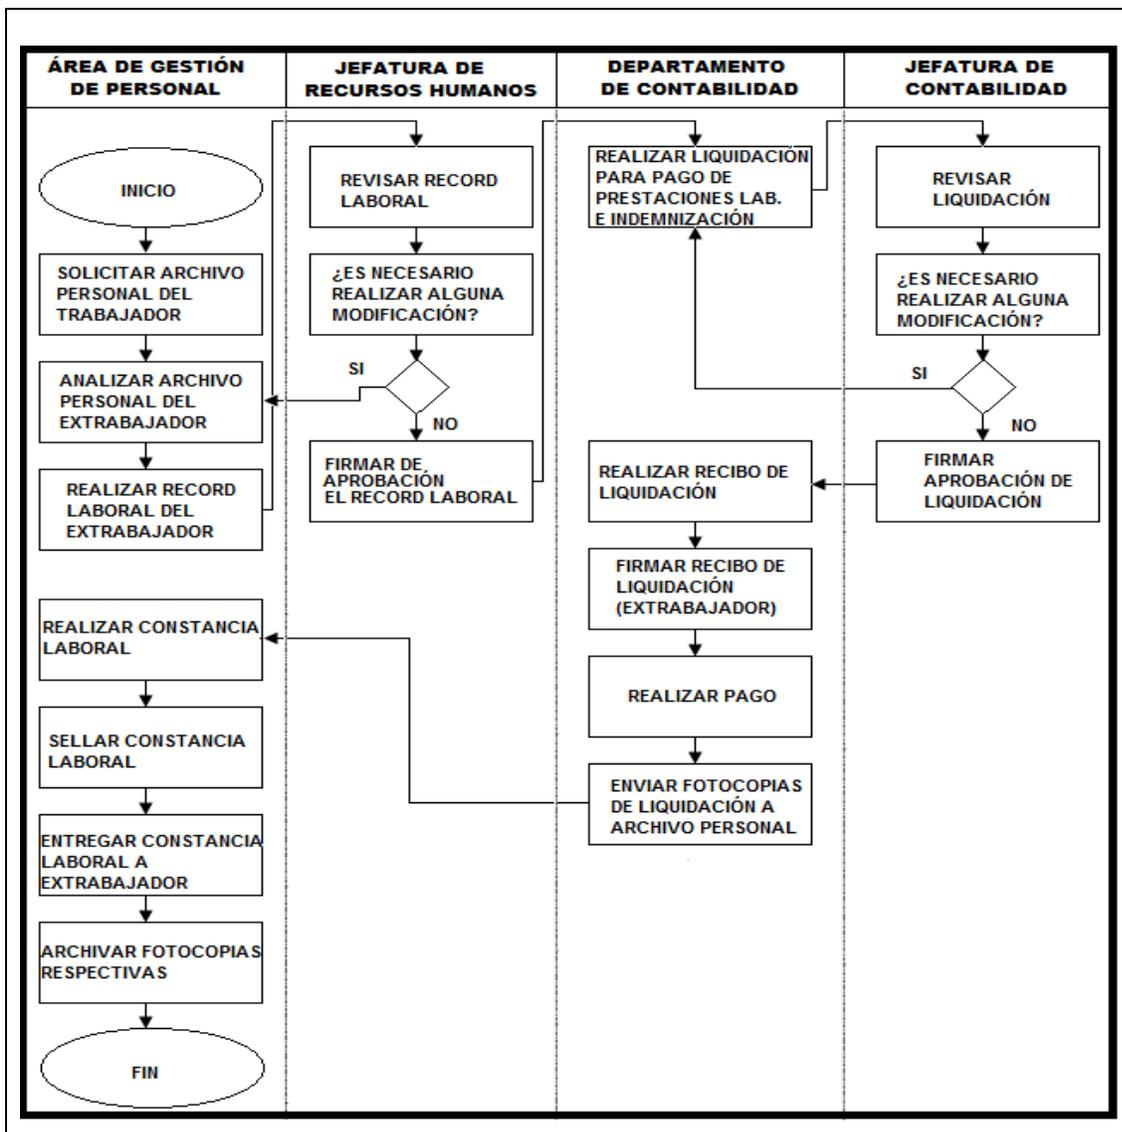 ÁREA DE GESTIÓN
DE PERSONAL
JEFATURA DE
RECURSOS HUMANOS
DEPARTAMENTO
DE CONTABILIDAD
JEFATURA DE
CONTABILIDAD
INICIO
SOLICITAR ARCHIVO
PERSONAL DEL
TRABAJADOR
ANALIZAR ARCHIVO
PERSONAL DEL
EXTRABAJADOR
REALIZAR RECORD
LABORAL DEL
EXTRABAJADOR
REVISAR RECORD
LABORAL
¿ES NECESARIO
REALIZAR ALGUNA
MODIFICACIÓN?
SI
NO
FIRMAR DE
APROBACIÓN
EL RECORD LABORAL
REALIZAR LIQUIDACIÓN
PARA PAGO DE
PRESTACIONES LAB.
E INDEMNIZACIÓN
REVISAR
LIQUIDACIÓN
¿ES NECESARIO
REALIZAR ALGUNA
MODIFICACIÓN?
SI
NO
FIRMAR
APROBACIÓN DE
LIQUIDACIÓN
REALIZAR RECIBO DE
LIQUIDACIÓN
FIRMAR RECIBO DE
LIQUIDACIÓN
(EXTRABAJADOR)
REALIZAR PAGO
ENVIAR FOTOCOPIAS
DE LIQUIDACIÓN A
ARCHIVO PERSONAL
REALIZAR CONSTANCIA
LABORAL
SELLAR CONSTANCIA
LABORAL
ENTREGAR CONSTANCIA
LABORAL A
EXTRABAJADOR
ARCHIVAR FOTOCOPIAS
RESPECTIVAS
FIN